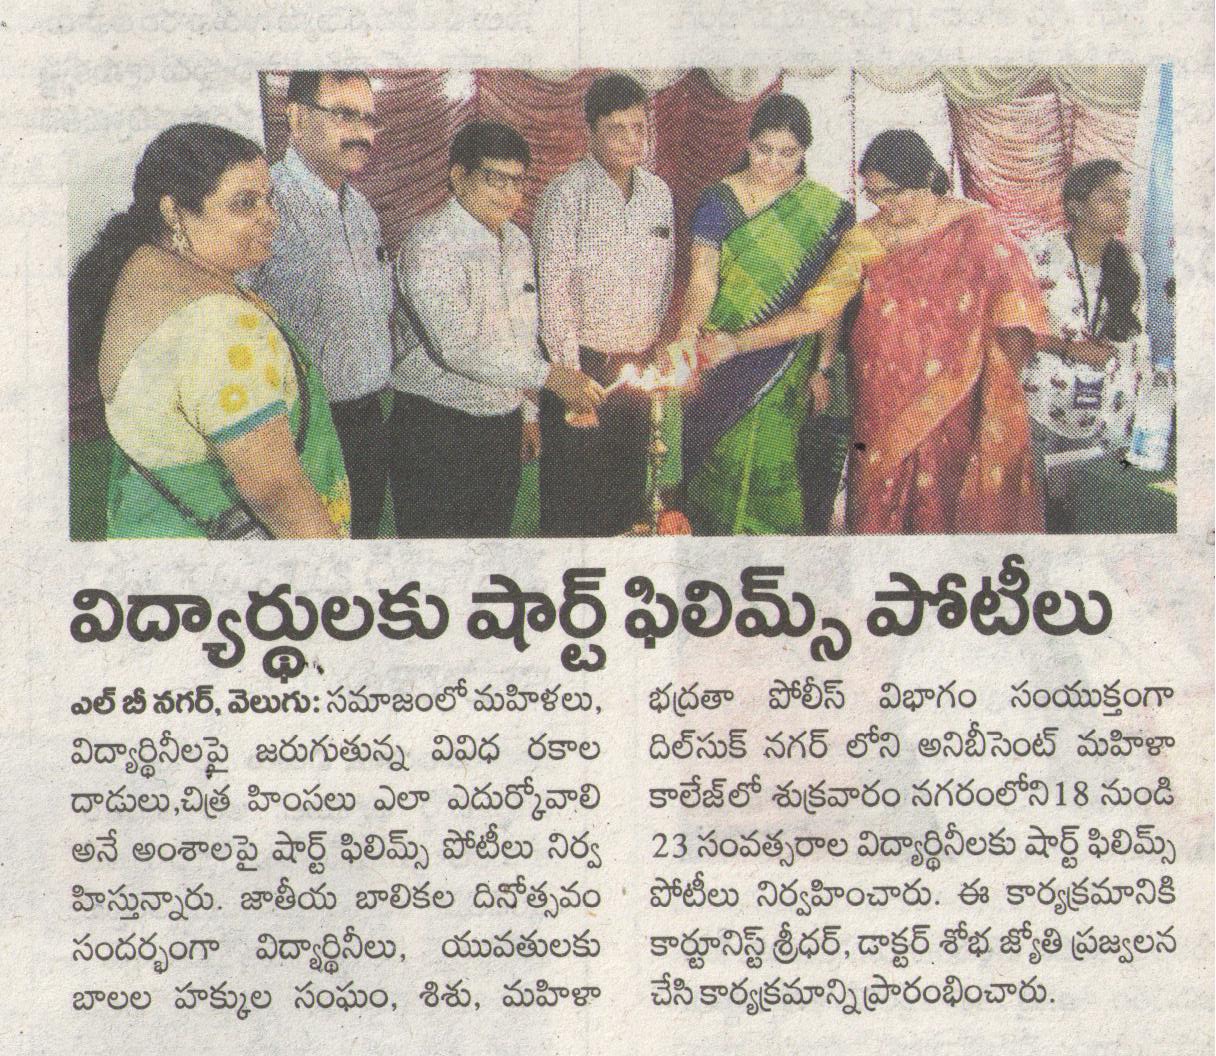 విద్యార్థులకు షార్ట్ ఫిలిమ్స్ పోటీలు
ఎల్ బీ నగర్, వెలుగు: సమాజంలో మహిళలు,
విద్యార్థినీలపై జరుగుతున్న వివిధ రకాల
దాడులు,చిత్ర హింసలు ఎలా ఎదుర్కోవాలి
అనే అంశాలపై షార్ట్ ఫిలిమ్స్ పోటీలు నిర్వ
హిస్తున్నారు. జాతీయ బాలికల దినోత్సవం
సందర్భంగా విద్యార్థినీలు, యువతులకు
బాలల హక్కుల సంఘం, శిశు, మహిళా
భద్రతా పోలీస్ విభాగం సంయుక్తంగా
దిల్‌సుక్ నగర్ లోని అనిబీసెంట్ మహిళా
కాలేజ్‌లో శుక్రవారం నగరంలోని 18 నుండి
23 సంవత్సరాల విద్యార్థినీలకు షార్ట్ ఫిలిమ్స్
పోటీలు నిర్వహించారు. ఈ కార్యక్రమానికి
కార్టూనిస్ట్ శ్రీధర్, డాక్టర్ శోభ జ్యోతి ప్రజ్వలన
చేసి కార్యక్రమాన్ని ప్రారంభించారు.